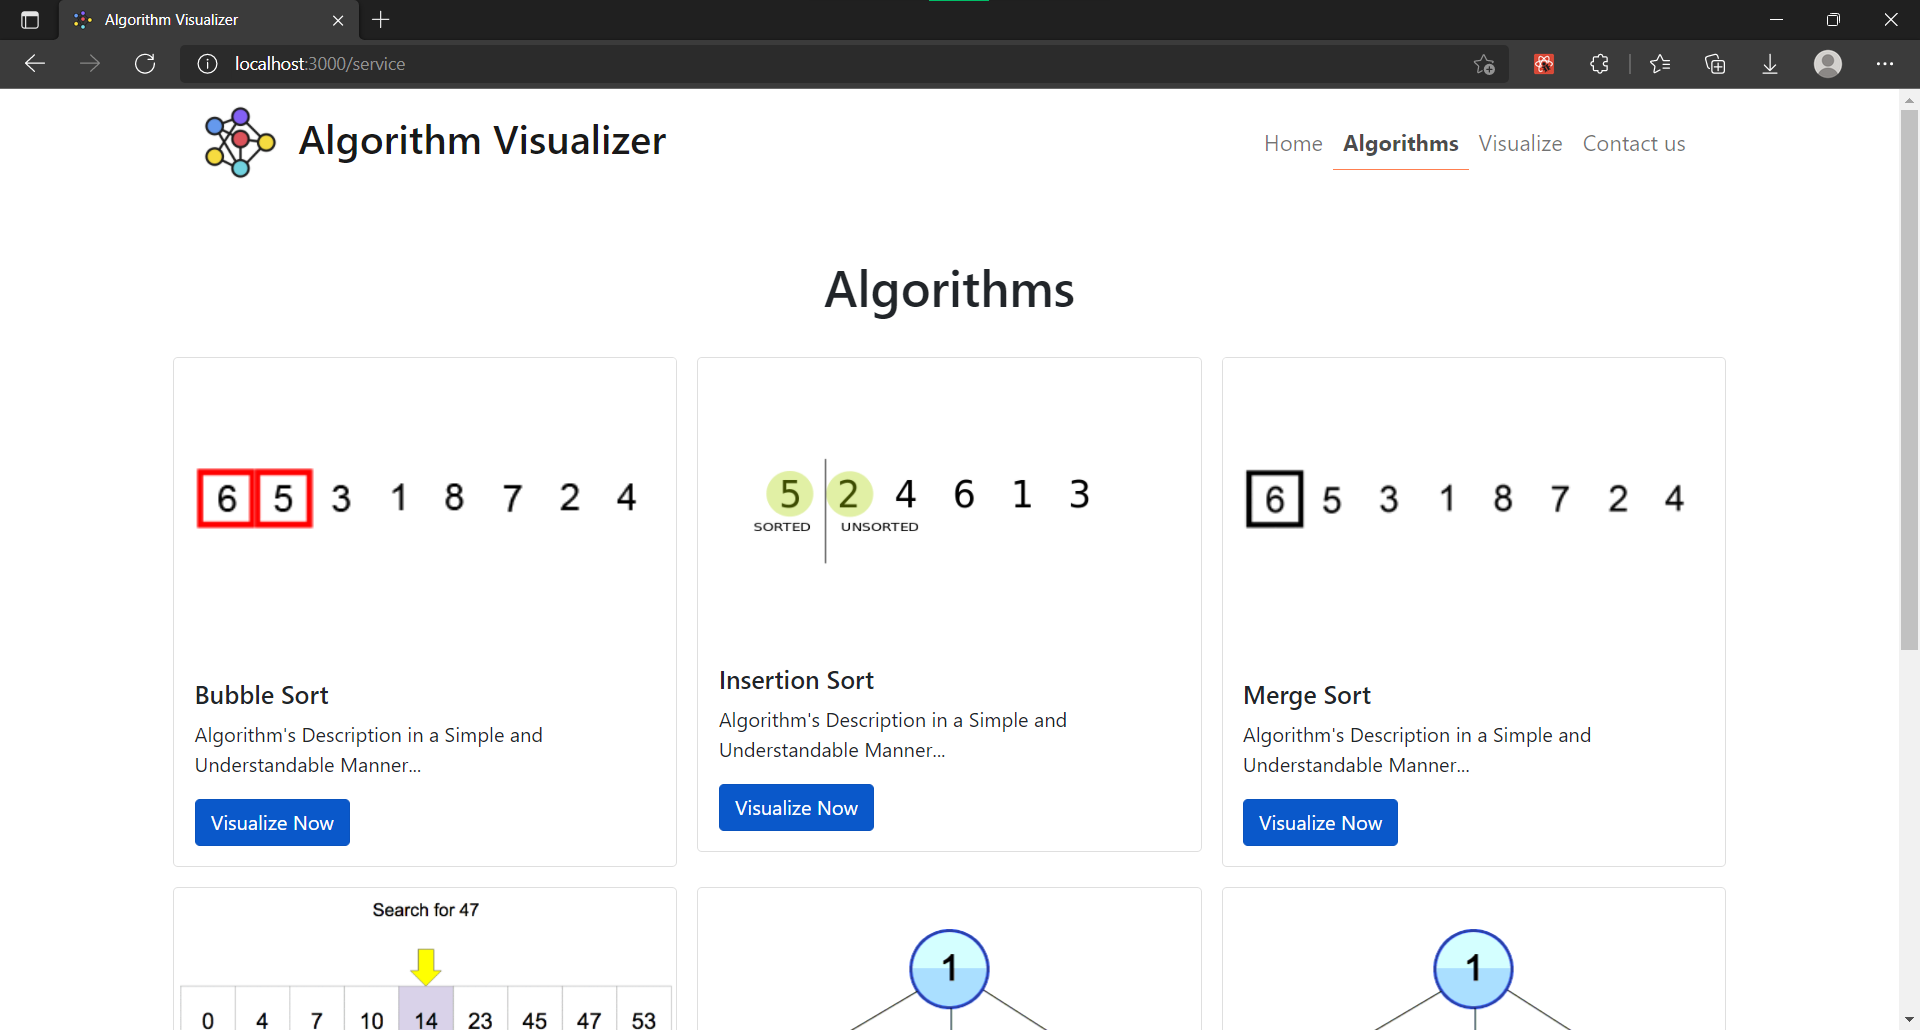 Algorithm Visualizer
localhost:3000/service
Algorithm Visualizer
Home Algorithms Visualize Contact us
Algorithms
6 5 3 1 8 7 2 4
5 2 4 6 1 3
SORTED UNSORTED
6 5 3 1 8 7 2 4
Bubble Sort
Algorithm's Description in a Simple and
Understandable Manner...
Visualize Now
Insertion Sort
Algorithm's Description in a Simple and
Understandable Manner...
Visualize Now
Merge Sort
Algorithm's Description in a Simple and
Understandable Manner...
Visualize Now
Search for 47
0 4 7 10 14 23 45 47 53
1
1